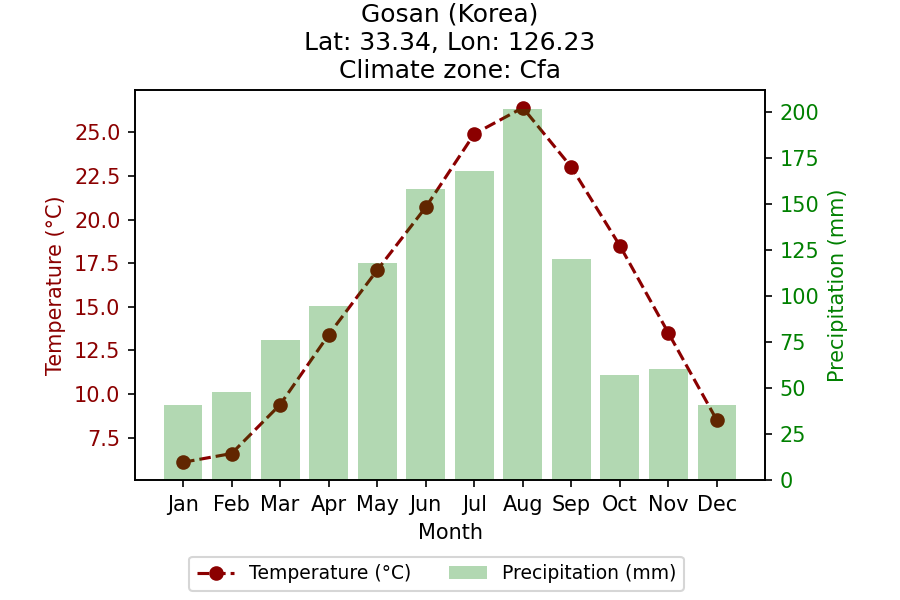 Gosan (Korea)
Lat: 33.34, Lon: 126.23
Climate zone: Cfa
Temperature (°C)
25.0
22.5
20.0
17.5
15.0
12.5
10.0
7.5
200
175
150
125
100
75
50
25
0
Precipitation (mm)
Jan Feb Mar Apr May Jun Jul Aug Sep Oct Nov Dec
Month
Temperature (°C) Precipitation (mm)